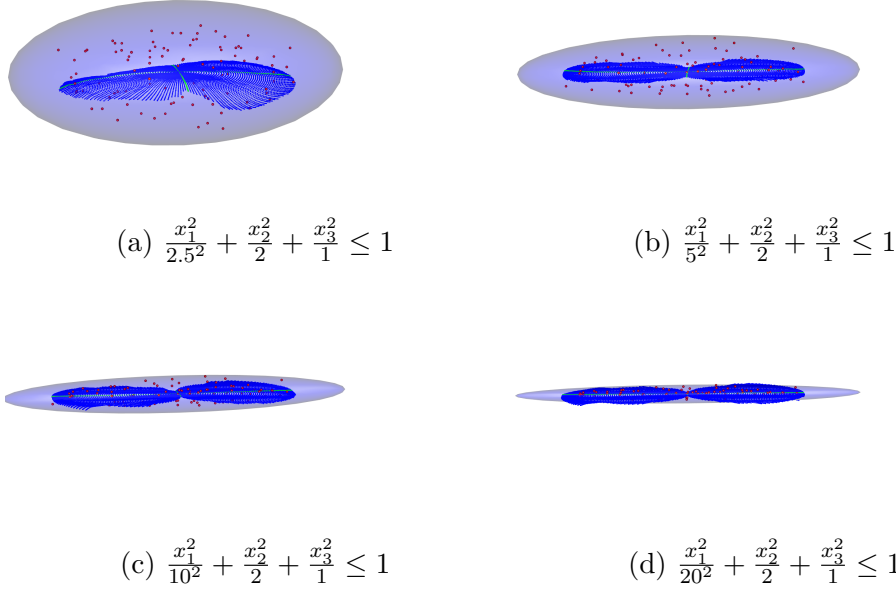 (a) $\frac{x_1^2}{2.5^2} + \frac{x_2^2}{2} + \frac{x_3^2}{1} \leq 1$
(b) $\frac{x_1^2}{5^2} + \frac{x_2^2}{2} + \frac{x_3^2}{1} \leq 1$
(c) $\frac{x_1^2}{10^2} + \frac{x_2^2}{2} + \frac{x_3^2}{1} \leq 1$
(d) $\frac{x_1^2}{20^2} + \frac{x_2^2}{2} + \frac{x_3^2}{1} \leq 1$